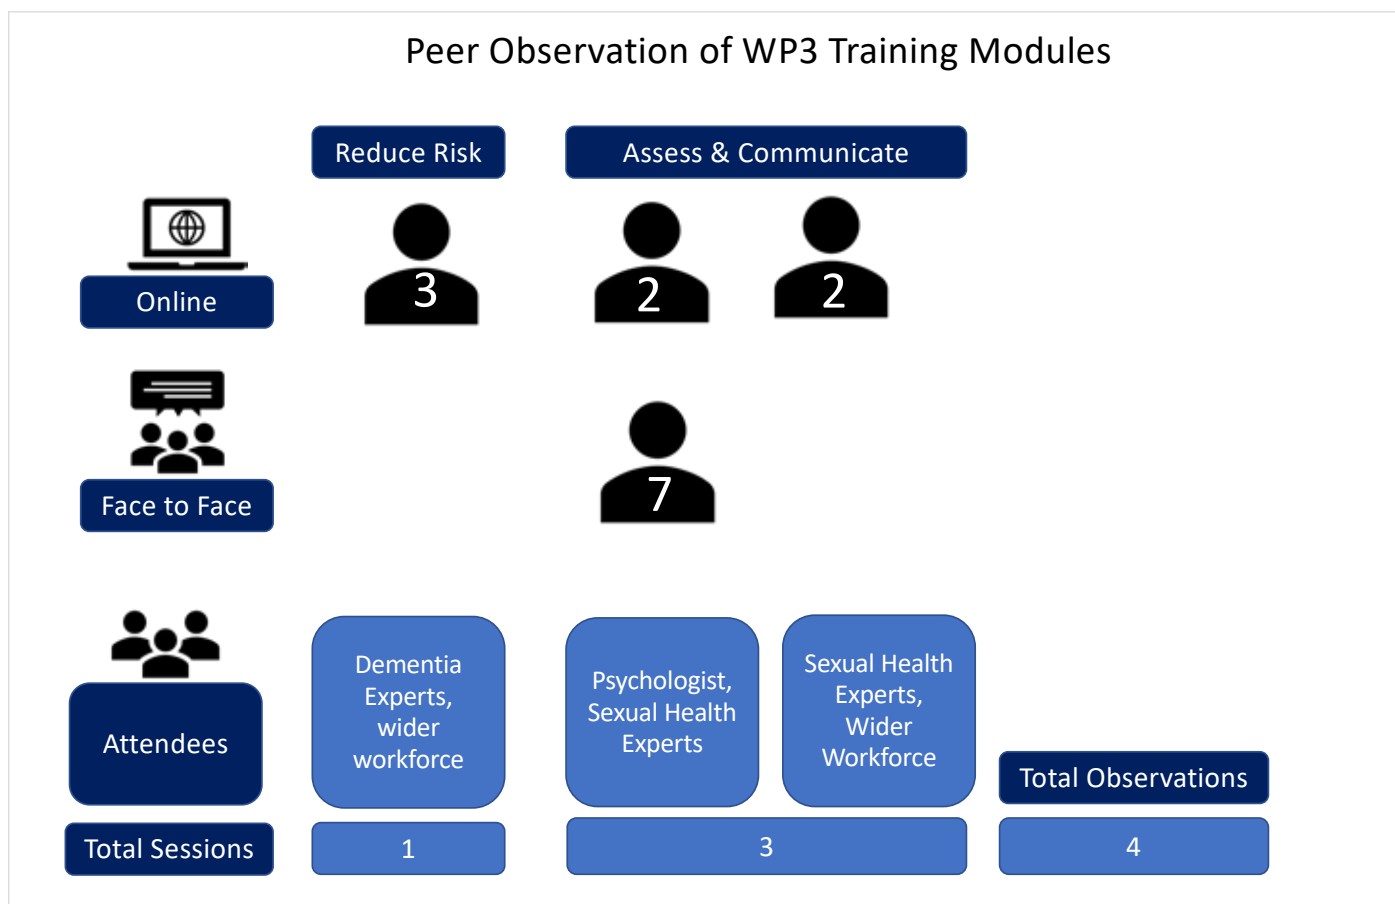 Peer Observation of WP3 Training Modules
Reduce Risk
Assess & Communicate
Online
3
2
2
Face to Face
7
Attendees
Dementia
Experts,
wider
workforce
Psychologist,
Sexual Health
Experts
Sexual Health
Experts,
Wider
Workforce
Total Observations
Total Sessions
1
3
4